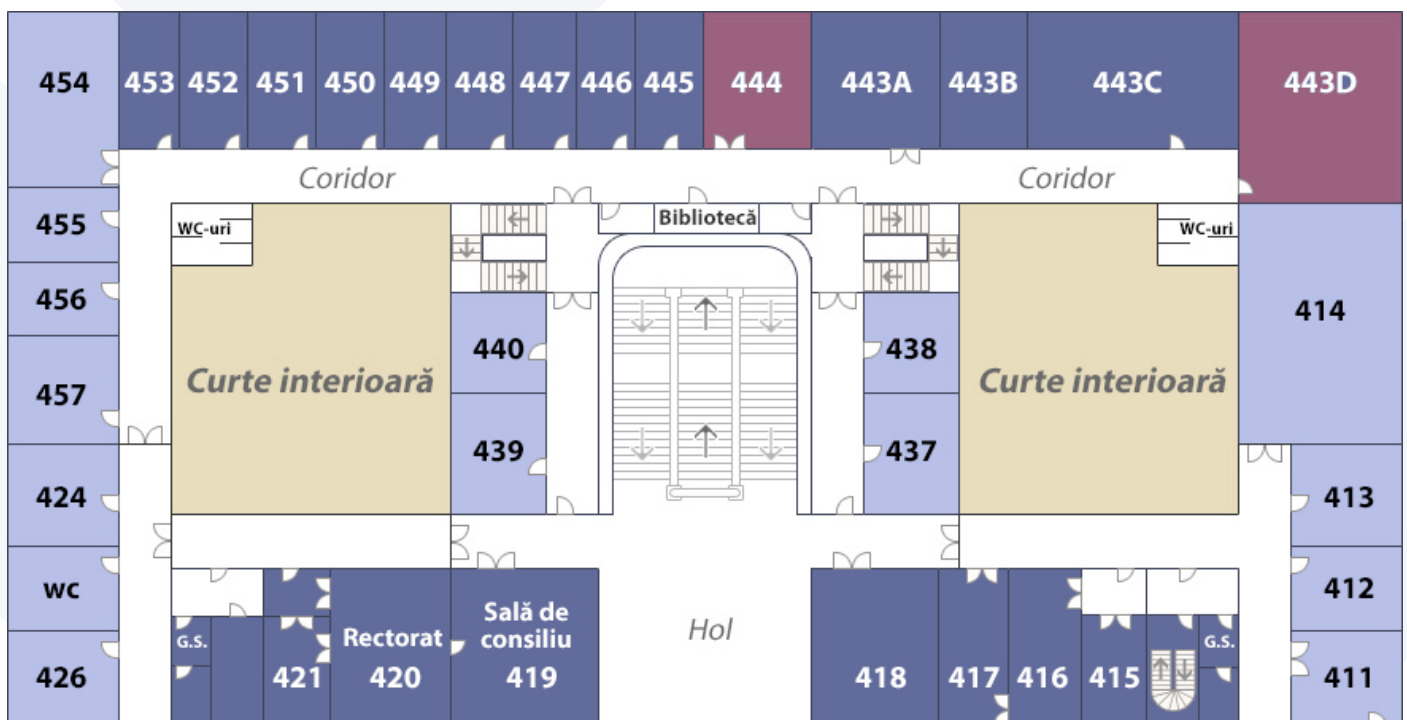 454
453
452
451
450
449
448
447
446
445
444
443A
443B
443C
443D
Coridor
Coridor
455
WC-uri
Bibliotecă
WC-uri
456
414
440
438
457
Curte interioară
Curte interioară
439
437
424
413
WC
412
G.S.
Rectorat
420
Sală de
consiliu
419
Hol
G.S.
426
421
418
417
416
415
411